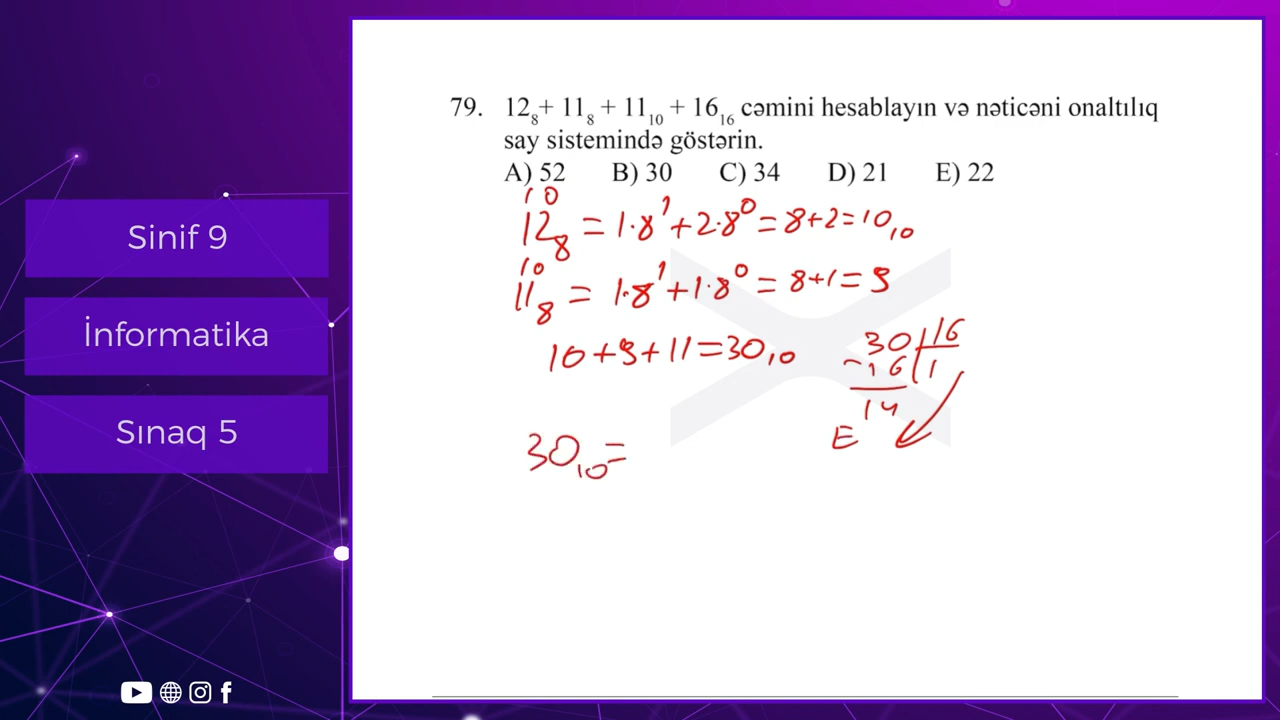 Sinif 9
İnformatika
Sınaq 5
79. 12₈+ 11₈ + 11₁₀ + 16₁₆ cəmini hesablayın və nəticəni onaltılıq
say sistemində göstərin.
A) 52 B) 30 C) 34 D) 21 E) 22
10
12₈ = 1·8¹+2·8⁰=8+2=10₁₀
10
11₈ = 1·8¹+1·8⁰ = 8+1=9
10+9+11=30₁₀
30 16
-16 1
14
E
30₁₀=